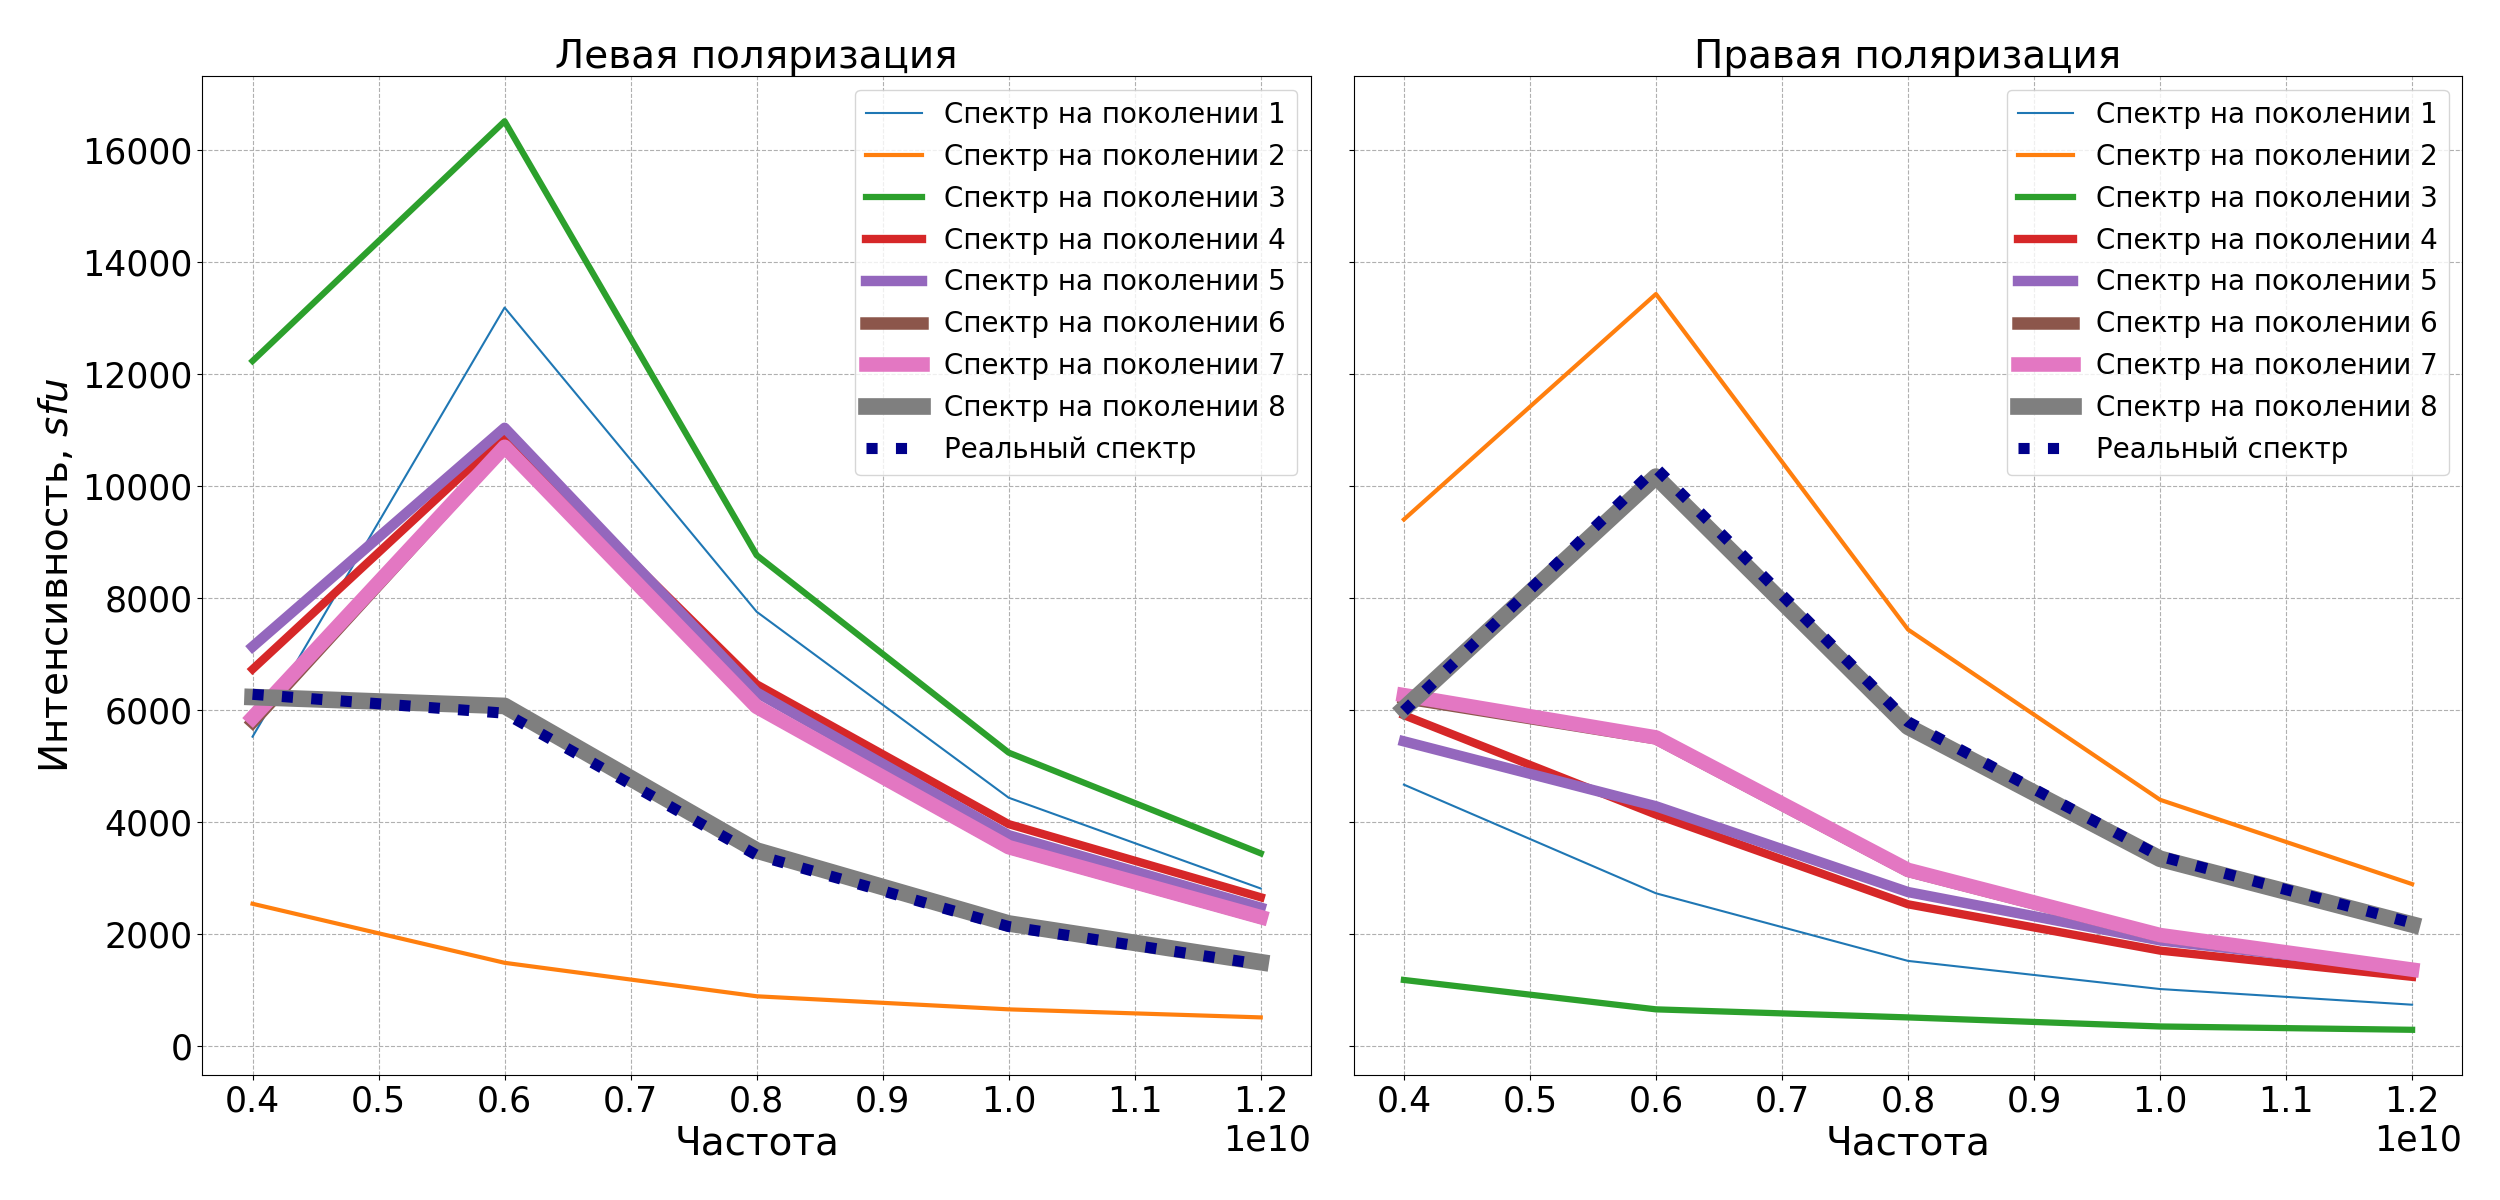 Левая поляризация
Интенсивность, sfu
16000
14000
12000
10000
8000
6000
4000
2000
0
Спектр на поколении 1
Спектр на поколении 2
Спектр на поколении 3
Спектр на поколении 4
Спектр на поколении 5
Спектр на поколении 6
Спектр на поколении 7
Спектр на поколении 8
Реальный спектр
0.4 0.5 0.6 0.7 0.8 0.9 1.0 1.1 1.2
1e10
Частота
Правая поляризация
Спектр на поколении 1
Спектр на поколении 2
Спектр на поколении 3
Спектр на поколении 4
Спектр на поколении 5
Спектр на поколении 6
Спектр на поколении 7
Спектр на поколении 8
Реальный спектр
0.4 0.5 0.6 0.7 0.8 0.9 1.0 1.1 1.2
1e10
Частота